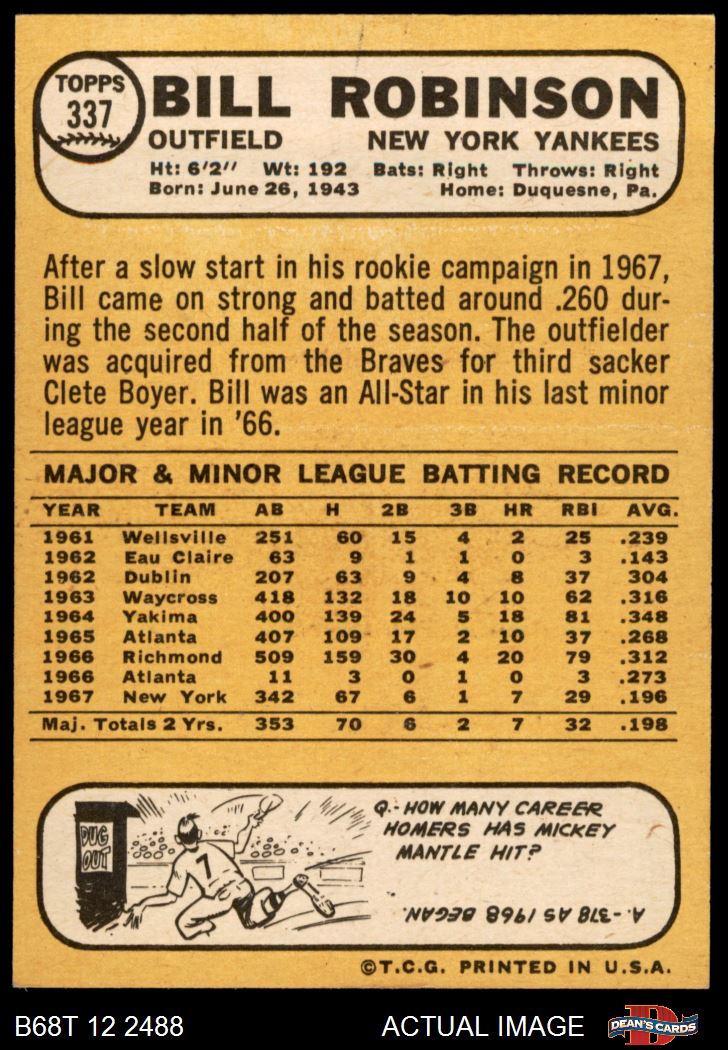 TOPPS
337
BILL ROBINSON
OUTFIELD NEW YORK YANKEES
Ht: 6'2" Wt: 192 Bats: Right Throws: Right
Born: June 26, 1943 Home: Duquesne, Pa.
After a slow start in his rookie campaign in 1967,
Bill came on strong and batted around .260 dur-
ing the second half of the season. The outfielder
was acquired from the Braves for third sacker
Clete Boyer. Bill was an All-Star in his last minor
league year in '66.
MAJOR & MINOR LEAGUE BATTING RECORD
YEAR TEAM AB H 2B 3B HR RBI AVG.
1961 Wellsville 251 60 15 4 2 25 .239
1962 Eau Claire 63 9 1 1 0 3 .143
1962 Dublin 207 63 9 4 8 37 304
1963 Waycross 418 132 18 10 10 62 .316
1964 Yakima 400 139 24 5 18 81 .348
1965 Atlanta 407 109 17 2 10 37 .268
1966 Richmond 509 159 30 4 20 79 .312
1966 Atlanta 11 3 0 1 0 3 .273
1967 New York 342 67 6 1 7 29 .196
Maj. Totals 2 Yrs. 353 70 6 2 7 32 .198
DUG
OUT
7
Q.-HOW MANY CAREER
HOMERS HAS MICKEY
MANTLE HIT?
A.-518 AS 1968 BEGAN.
©T.C.G. PRINTED IN U.S.A.
B68T 12 2488 ACTUAL IMAGE
D
DEAN'S CARDS